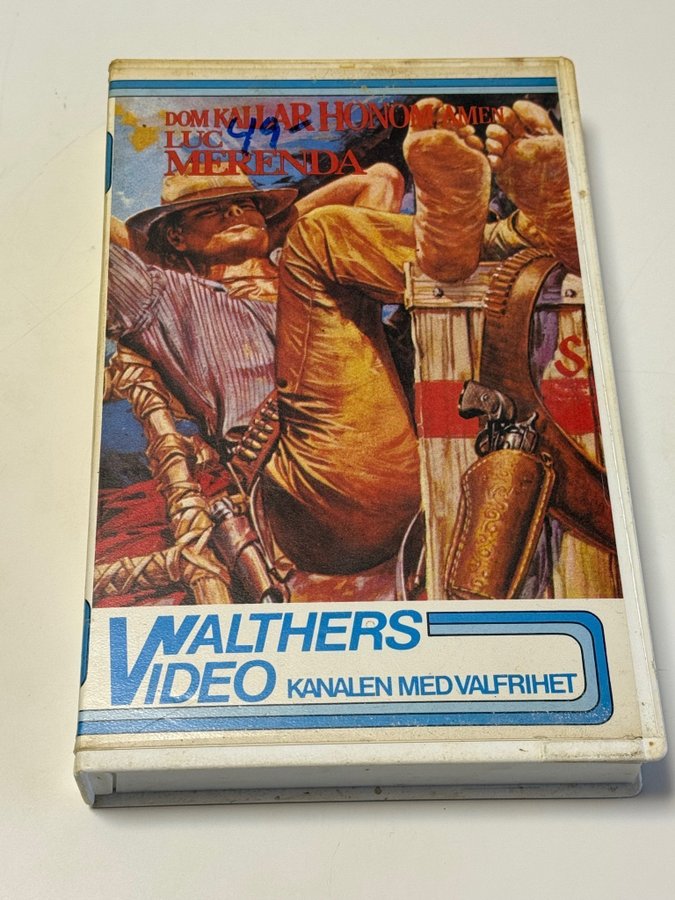 DOM KALLAR HONOM AMEN
49-
LUC
MERENDA
S
WALTHERS
VIDEO KANALEN MED VALFRIHET